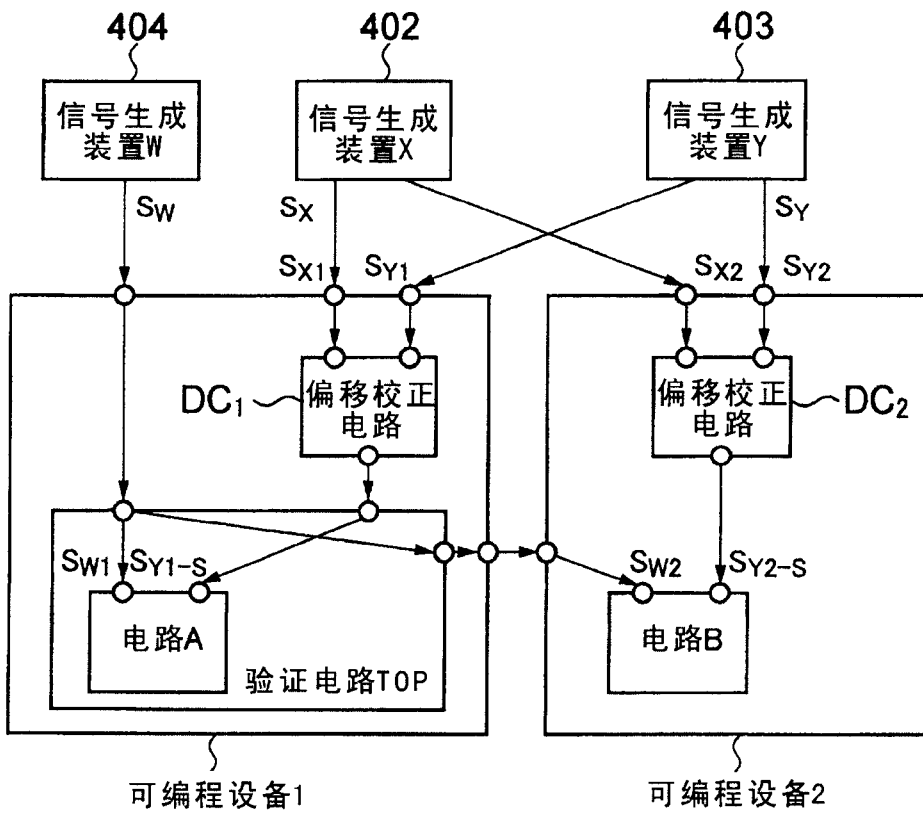 404
402
403
信号生成
装置W
信号生成
装置X
信号生成
装置Y
SW
SX
SY
SX1
SY1
SX2
SY2
DC1
偏移校正
电路
偏移校正
电路
DC2
SW1
SY1-S
SW2
SY2-S
电路A
电路B
验证电路TOP
可编程设备1
可编程设备2